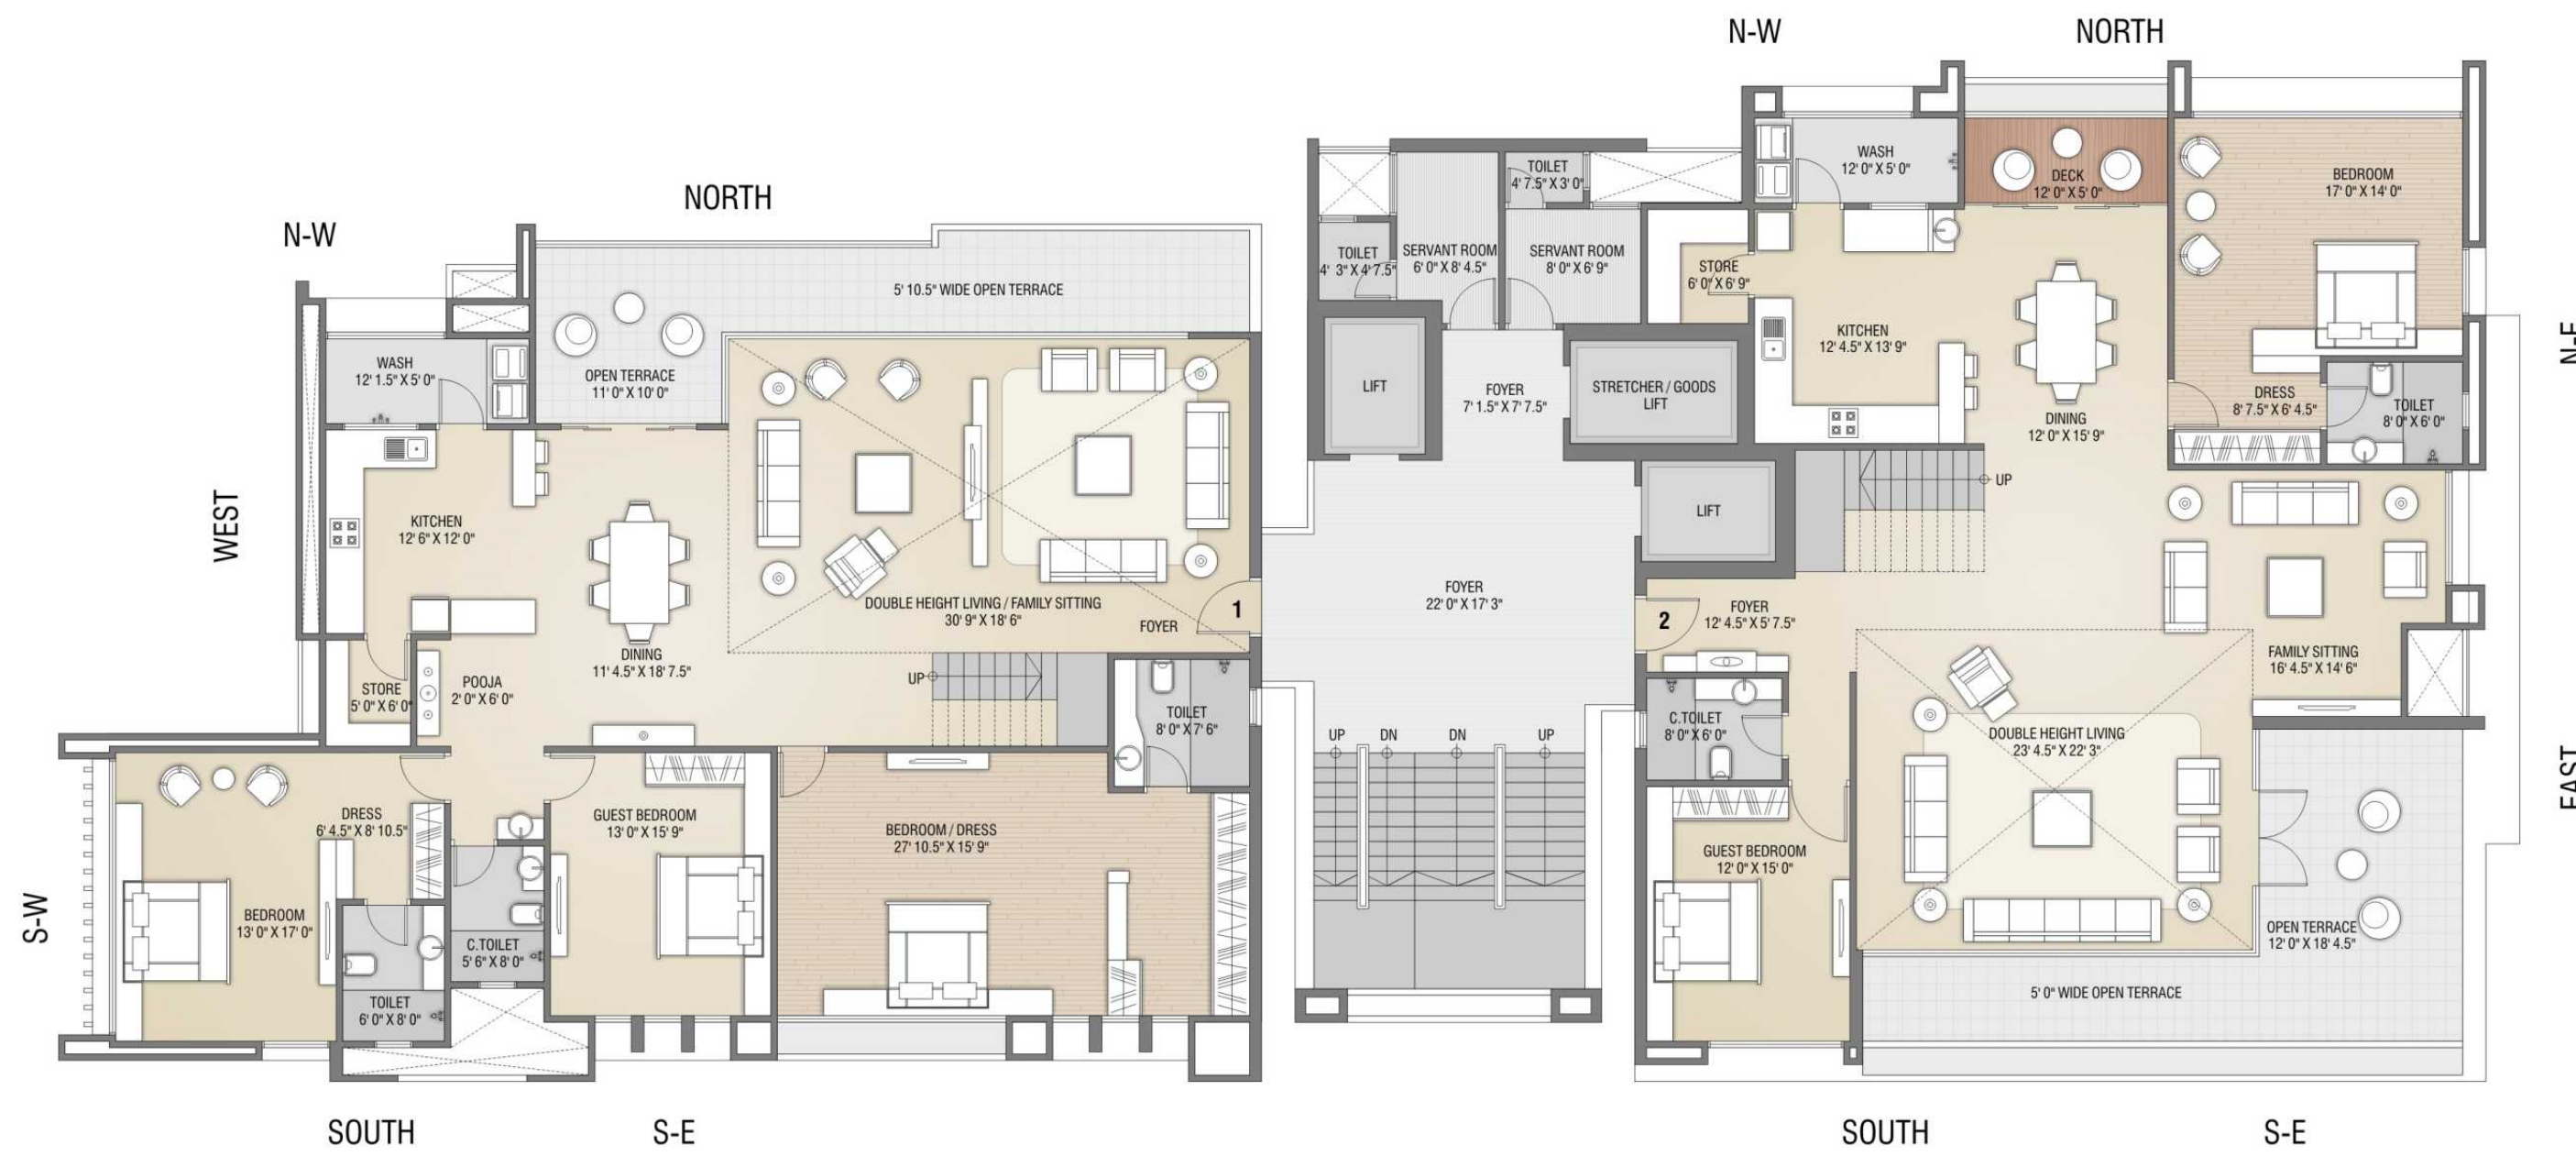 N-W
NORTH
NORTH
N-W
WASH
12' 0" X 5' 0"
DECK
12' 0" X 5' 0"
BEDROOM
17' 0" X 14' 0"
TOILET
4' 7.5" X 3' 0"
TOILET
4' 3" X 4' 7.5"
SERVANT ROOM
6' 0" X 8' 4.5"
SERVANT ROOM
8' 0" X 6' 9"
STORE
6' 0" X 6' 9"
5' 10.5" WIDE OPEN TERRACE
WASH
12' 1.5" X 5' 0"
OPEN TERRACE
11' 0" X 10' 0"
LIFT
FOYER
7' 1.5" X 7' 7.5"
STRETCHER / GOODS
LIFT
KITCHEN
12' 4.5" X 13' 9"
DINING
12' 0" X 15' 9"
DRESS
8' 7.5" X 6' 4.5"
TOILET
8' 0" X 6' 0"
N-E
WEST
KITCHEN
12' 6" X 12' 0"
UP
LIFT
DOUBLE HEIGHT LIVING / FAMILY SITTING
30' 9" X 18' 6"
FOYER
1
FOYER
22' 0" X 17' 3"
2
FOYER
12' 4.5" X 5' 7.5"
DINING
11' 4.5" X 18' 7.5"
FAMILY SITTING
16' 4.5" X 14' 6"
STORE
5' 0" X 6' 0"
POOJA
2' 0" X 6' 0"
UP
TOILET
8' 0" X 7' 6"
UP
DN
DN
UP
C.TOILET
8' 0" X 6' 0"
DOUBLE HEIGHT LIVING
23' 4.5" X 22' 3"
EAST
DRESS
6' 4.5" X 8' 10.5"
GUEST BEDROOM
13' 0" X 15' 9"
BEDROOM / DRESS
27' 10.5" X 15' 9"
GUEST BEDROOM
12' 0" X 15' 0"
S-W
BEDROOM
13' 0" X 17' 0"
C.TOILET
5' 6" X 8' 0"
OPEN TERRACE
12' 0" X 18' 4.5"
TOILET
6' 0" X 8' 0"
5' 0" WIDE OPEN TERRACE
SOUTH
S-E
SOUTH
S-E